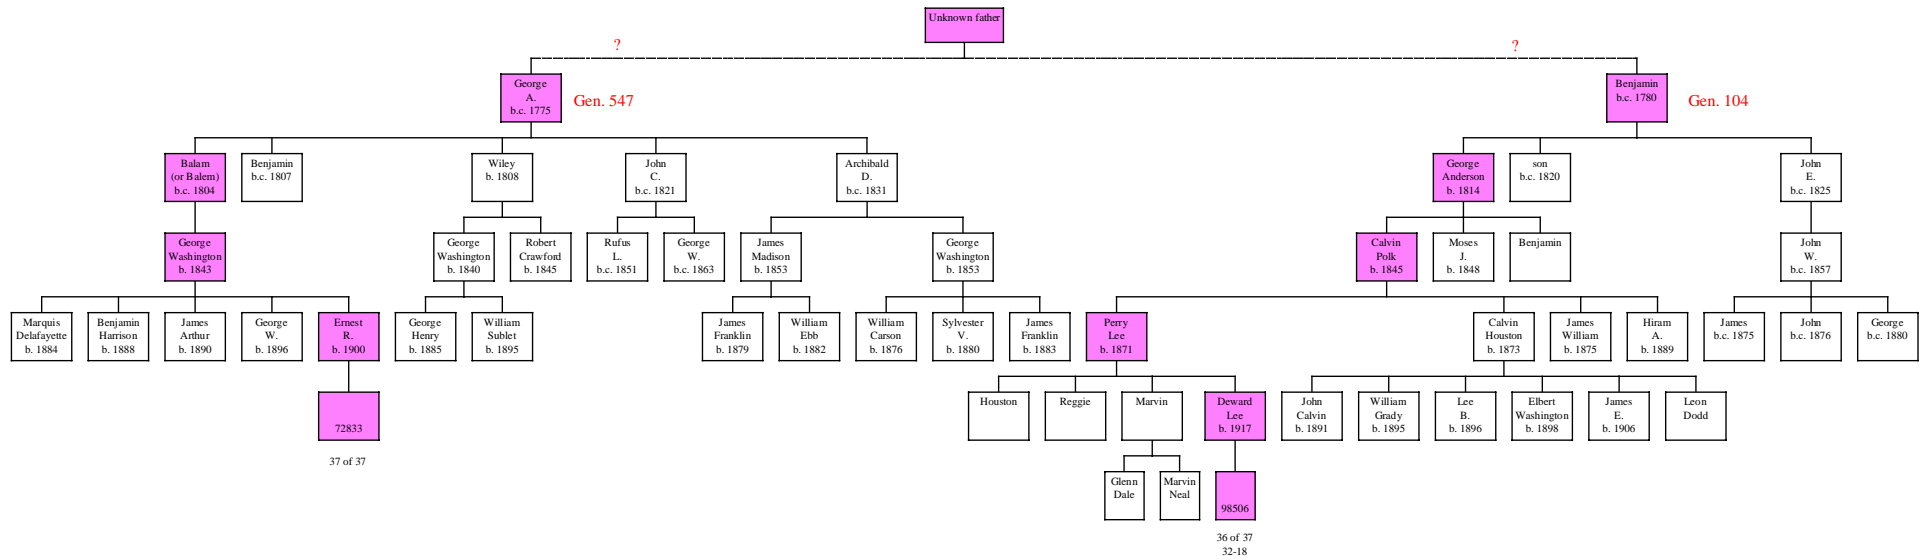 Unknown father
?
?
George
A.
b.c. 1775
Gen. 547
Benjamin
b.c. 1780
Gen. 104
Balam
(or Balem)
b.c. 1804
Benjamin
b.c. 1807
Wiley
b. 1808
John
C.
b.c. 1821
Archibald
D.
b.c. 1831
George
Anderson
b. 1814
son
b.c. 1820
John
E.
b.c. 1825
George
Washington
b. 1843
George
Washington
b. 1840
Robert
Crawford
b. 1845
Rufus
L.
b.c. 1851
George
W.
b.c. 1863
James
Madison
b. 1853
George
Washington
b. 1853
Calvin
Polk
b. 1845
Moses
J.
b. 1848
Benjamin
John
W.
b.c. 1857
Marquis
Delafayette
b. 1884
Benjamin
Harrison
b. 1888
James
Arthur
b. 1890
George
W.
b. 1896
Ernest
R.
b. 1900
George
Henry
b. 1885
William
Sublet
b. 1895
James
Franklin
b. 1879
William
Ebb
b. 1882
William
Carson
b. 1876
Sylvester
V.
b. 1880
James
Franklin
b. 1883
Perry
Lee
b. 1871
Calvin
Houston
b. 1873
James
William
b. 1875
Hiram
A.
b. 1889
James
b.c. 1875
John
b.c. 1876
George
b.c. 1880
72833
37 of 37
Houston
Reggie
Marvin
Deward
Lee
b. 1917
John
Calvin
b. 1891
William
Grady
b. 1895
Lee
B.
b. 1896
Elbert
Washington
b. 1898
James
E.
b. 1906
Leon
Dodd
Glenn
Dale
Marvin
Neal
98506
36 of 37
32-18